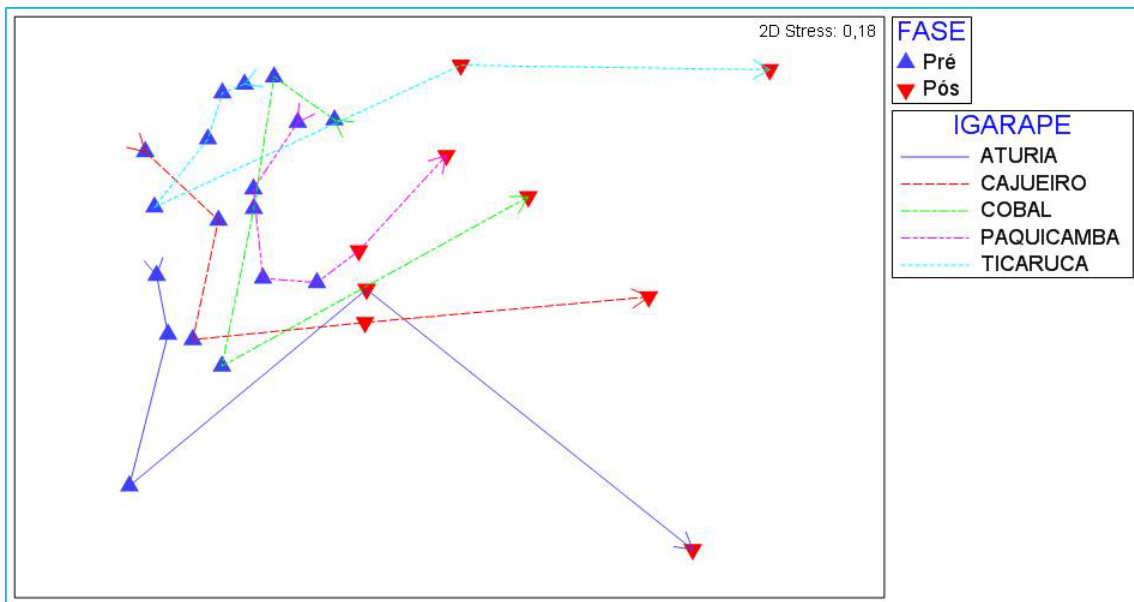 2D Stress: 0,18
FASE
Pré
Pós
IGARAPE
ATURIA
CAJUEIRO
COBAL
PAQUICAMBA
TICARUCA